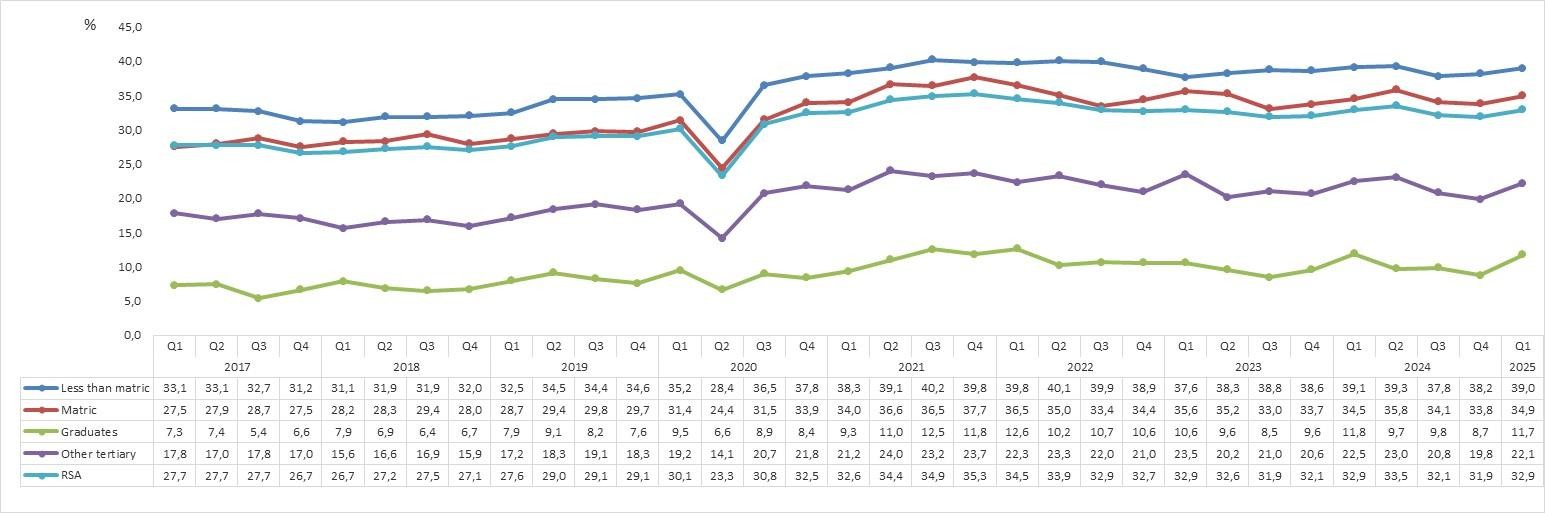 %
45,0
40,0
35,0
30,0
25,0
20,0
15,0
10,0
5,0
0,0
Q1 Q2 Q3 Q4 Q1 Q2 Q3 Q4 Q1 Q2 Q3 Q4 Q1 Q2 Q3 Q4 Q1 Q2 Q3 Q4 Q1 Q2 Q3 Q4 Q1 Q2 Q3 Q4 Q1 Q2 Q3 Q4 Q1
2017 2018 2019 2020 2021 2022 2023 2024 2025
Less than matric 33,1 33,1 32,7 31,2 31,1 31,9 31,9 32,0 32,5 34,5 34,4 34,6 35,2 28,4 36,5 37,8 38,3 39,1 40,2 39,8 39,8 40,1 39,9 38,9 37,6 38,3 38,8 38,6 39,1 39,3 37,8 38,2 39,0
Matric 27,5 27,9 28,7 27,5 28,2 28,3 29,4 28,0 28,7 29,4 29,8 29,7 31,4 24,4 31,5 33,9 34,0 36,6 36,5 37,7 36,5 35,0 33,4 34,4 35,6 35,2 33,0 33,7 34,5 35,8 34,1 33,8 34,9
Graduates 7,3 7,4 5,4 6,6 7,9 6,9 6,4 6,7 7,9 9,1 8,2 7,6 9,5 6,6 8,9 8,4 9,3 11,0 12,5 11,8 12,6 10,2 10,7 10,6 10,6 9,6 8,5 9,6 11,8 9,7 9,8 8,7 11,7
Other tertiary 17,8 17,0 17,8 17,0 15,6 16,6 16,9 15,9 17,2 18,3 19,1 18,3 19,2 14,1 20,7 21,8 21,2 24,0 23,2 23,7 22,3 23,3 22,0 21,0 23,5 20,2 21,0 20,6 22,5 23,0 20,8 19,8 22,1
RSA 27,7 27,7 27,7 26,7 26,7 27,2 27,5 27,1 27,6 29,0 29,1 29,1 30,1 23,3 30,8 32,5 32,6 34,4 34,9 35,3 34,5 33,9 32,9 32,7 32,9 32,6 31,9 32,1 32,9 33,5 32,1 31,9 32,9